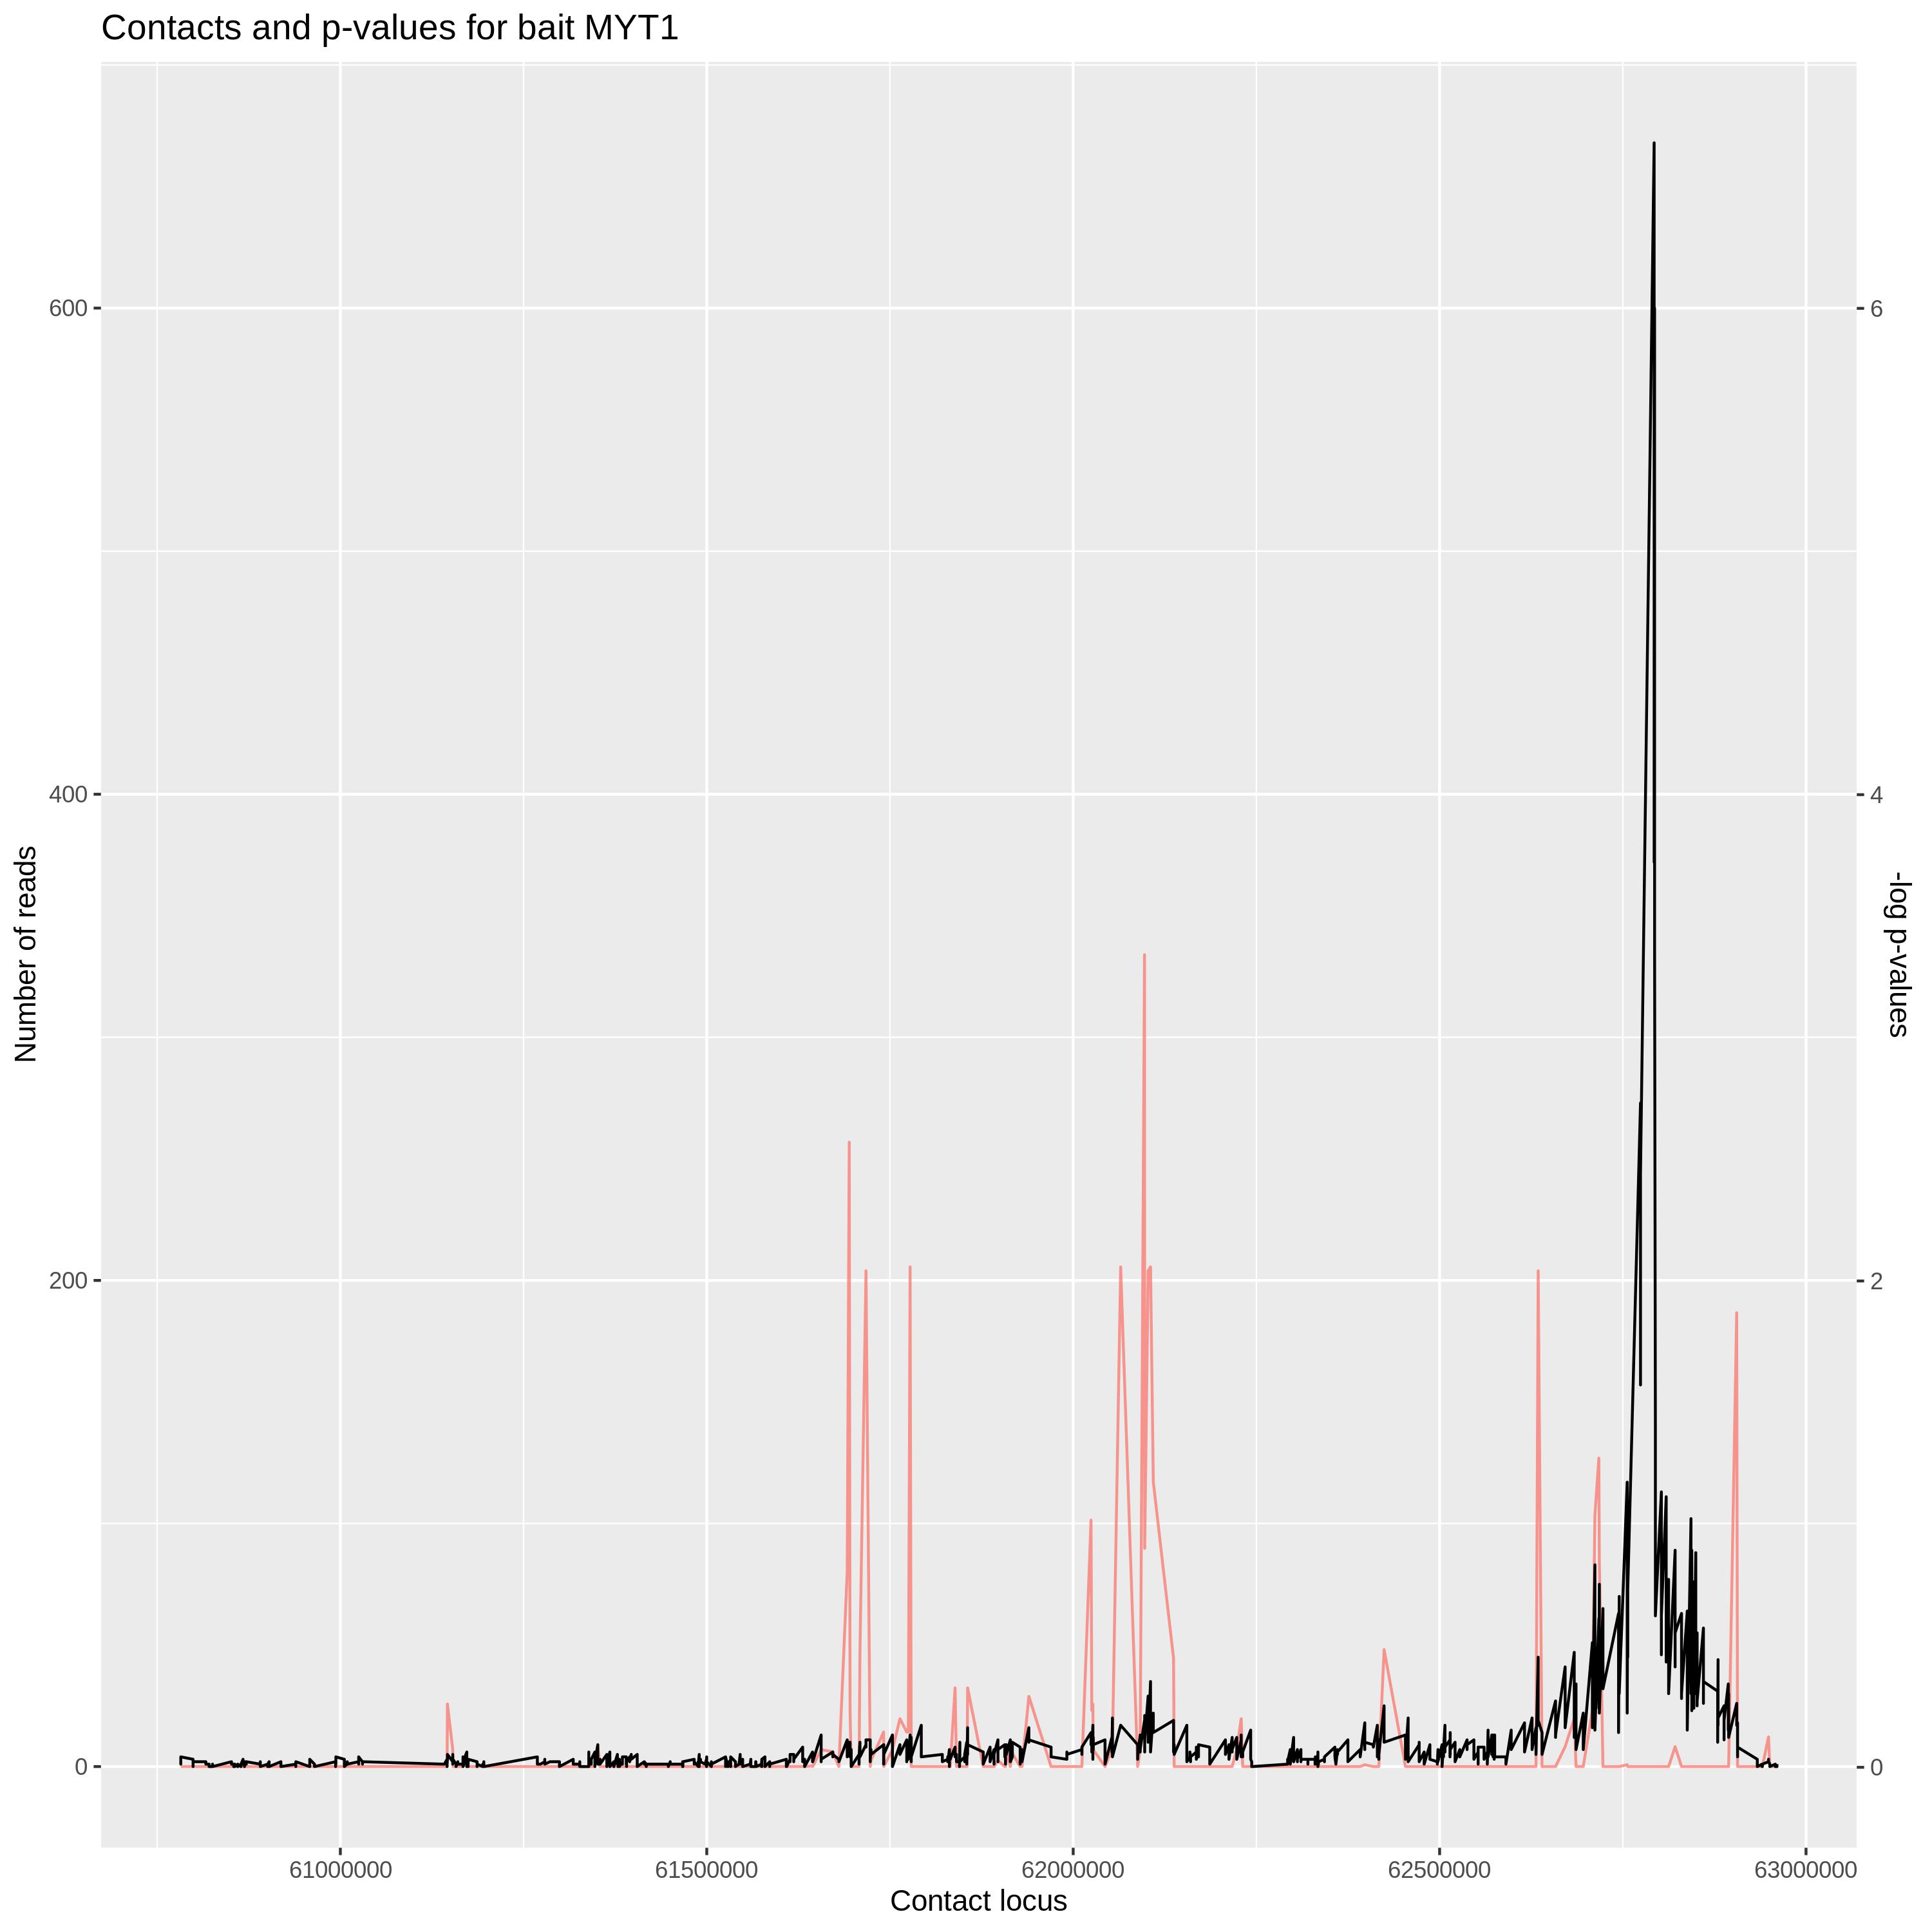 Contacts and p-values for bait MYT1
600
400
200
0
Number of reads
6
4
2
0
-log p-values
61000000 61500000 62000000 62500000 63000000
Contact locus